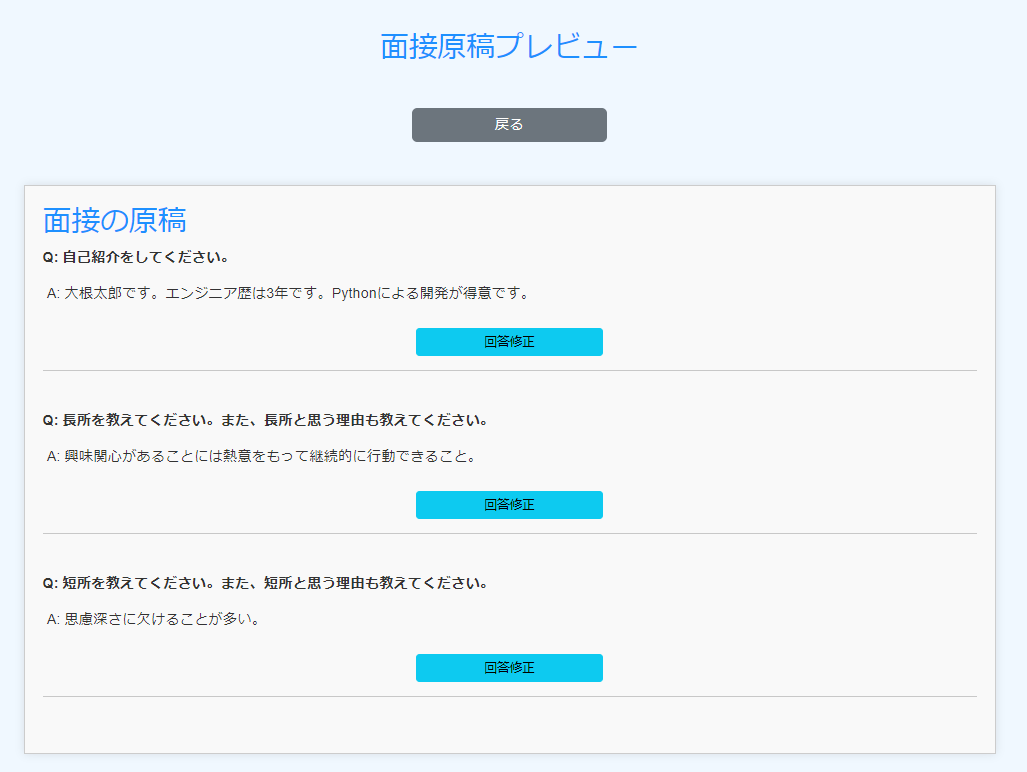 面接原稿プレビュー
戻る
面接の原稿
Q: 自己紹介をしてください。
A: 大根太郎です。エンジニア歴は3年です。Pythonによる開発が得意です。
回答修正
Q: 長所を教えてください。また、長所と思う理由も教えてください。
A: 興味関心があることには熱意をもって継続的に行動できること。
回答修正
Q: 短所を教えてください。また、短所と思う理由も教えてください。
A: 思慮深さに欠けることが多い。
回答修正